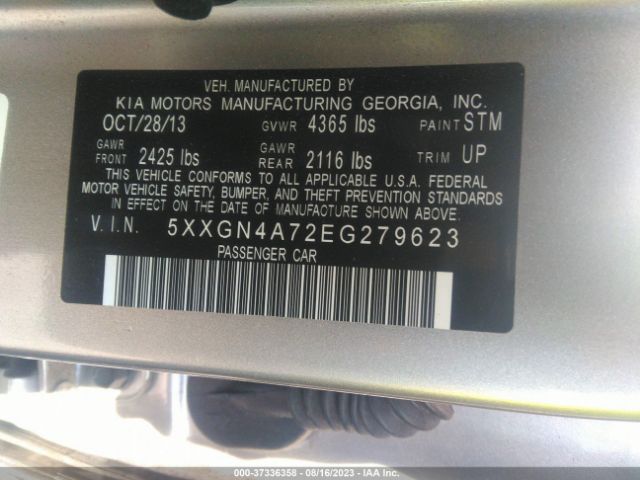 VEH. MANUFACTURED BY
KIA MOTORS MANUFACTURING GEORGIA, INC.
OCT/28/13 GVWR 4365 lbs PAINT STM
GAWR FRONT 2425 lbs GAWR REAR 2116 lbs TRIM UP
THIS VEHICLE CONFORMS TO ALL APPLICABLE U.S.A. FEDERAL
MOTOR VEHICLE SAFETY, BUMPER, AND THEFT PREVENTION STANDARDS
IN EFFECT ON THE DATE OF MANUFACTURE SHOWN ABOVE.
V.I.N. 5XXGN4A72EG279623
PASSENGER CAR
000-37336358 - 08/16/2023 - IAA Inc.